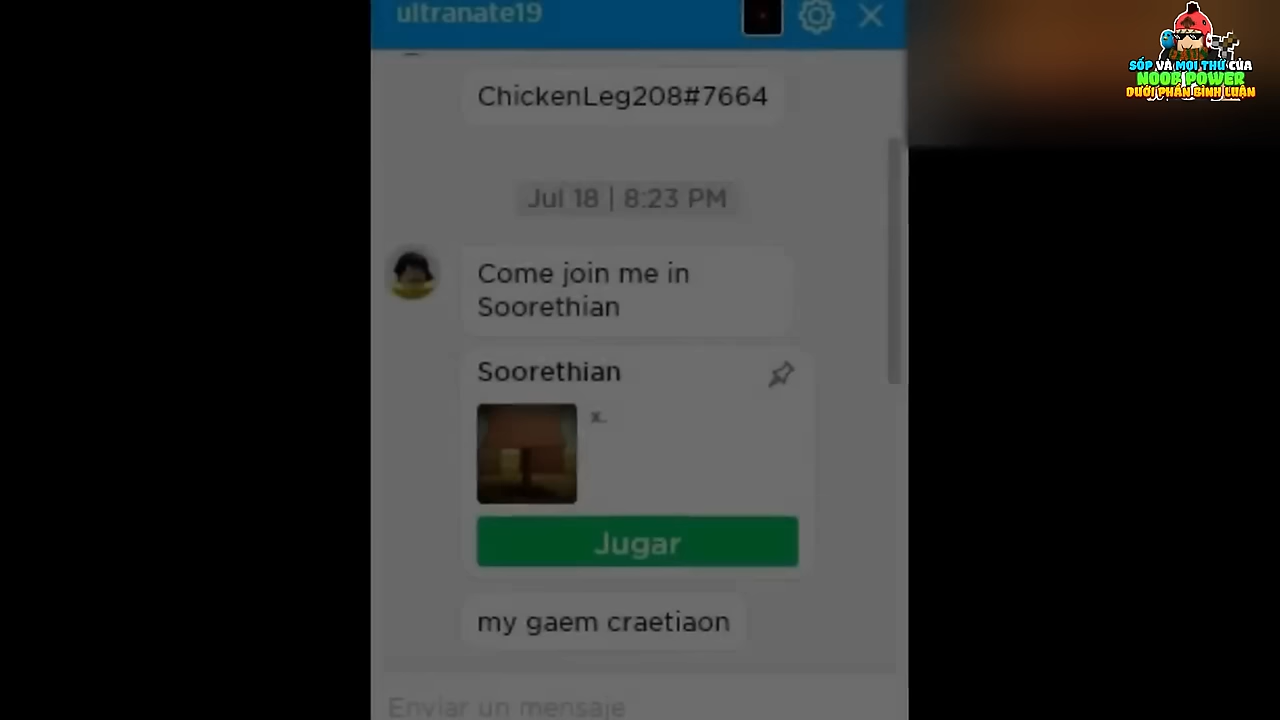 ultranate19
ChickenLeg208#7664
Jul 18 | 8:23 PM
Come join me in
Soorethian
Soorethian
x.
Jugar
my gaem craetiaon
Enviar un mensaje
SỐP VÀ MỌI THỨ CỦA
NOOB POWER
DƯỚI PHẦN BÌNH LUẬN